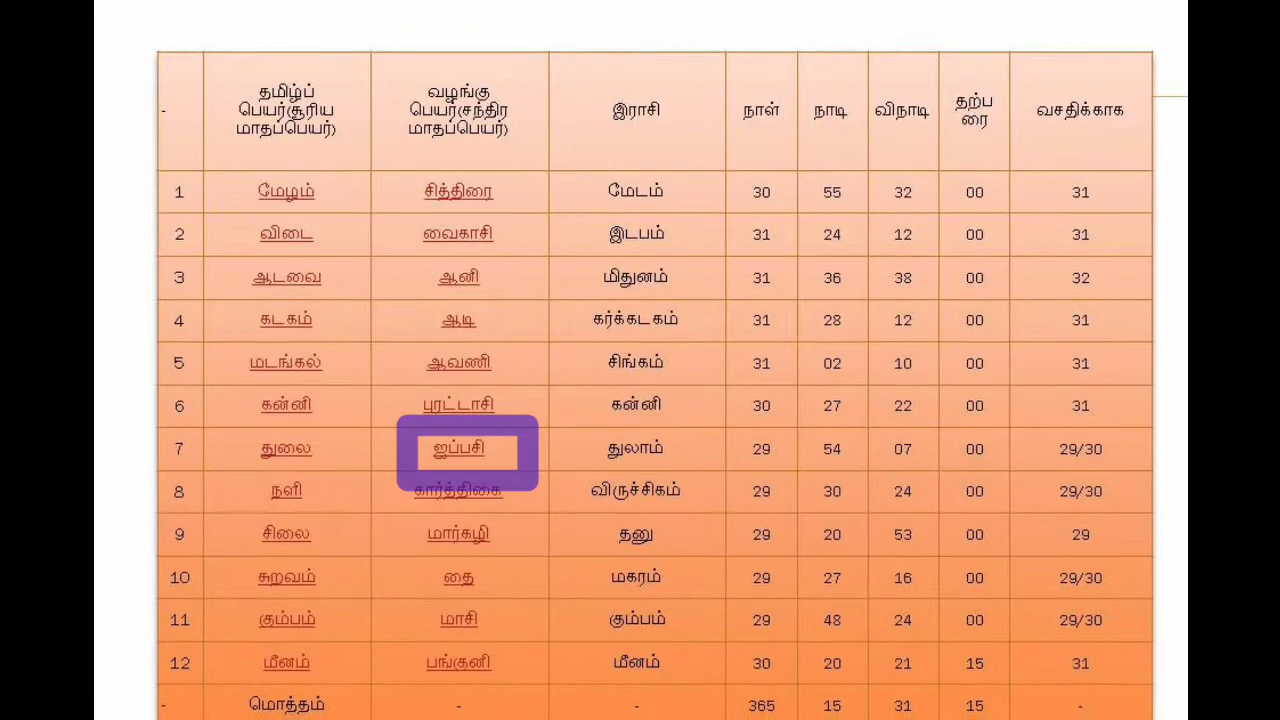 - தமிழ்ப் பெயர்சூரிய மாதப்பெயர்) வழங்கு பெயர்(சந்திர மாதப்பெயர்) இராசி நாள் நாடி விநாடி தற்பரை வசதிக்காக
1 மேழம் சித்திரை மேடம் 30 55 32 00 31
2 விடை வைகாசி இடபம் 31 24 12 00 31
3 ஆடவை ஆனி மிதுனம் 31 36 38 00 32
4 கடகம் ஆடி கர்க்கடகம் 31 28 12 00 31
5 மடங்கல் ஆவணி சிங்கம் 31 02 10 00 31
6 கன்னி புரட்டாசி கன்னி 30 27 22 00 31
7 துலை ஐப்பசி துலாம் 29 54 07 00 29/30
8 நளி கார்த்திகை விருச்சிகம் 29 30 24 00 29/30
9 சிலை மார்கழி தனு 29 20 53 00 29
10 சுறவம் தை மகரம் 29 27 16 00 29/30
11 கும்பம் மாசி கும்பம் 29 48 24 00 29/30
12 மீனம் பங்குனி மீனம் 30 20 21 15 31
- மொத்தம் - - 365 15 31 15 -